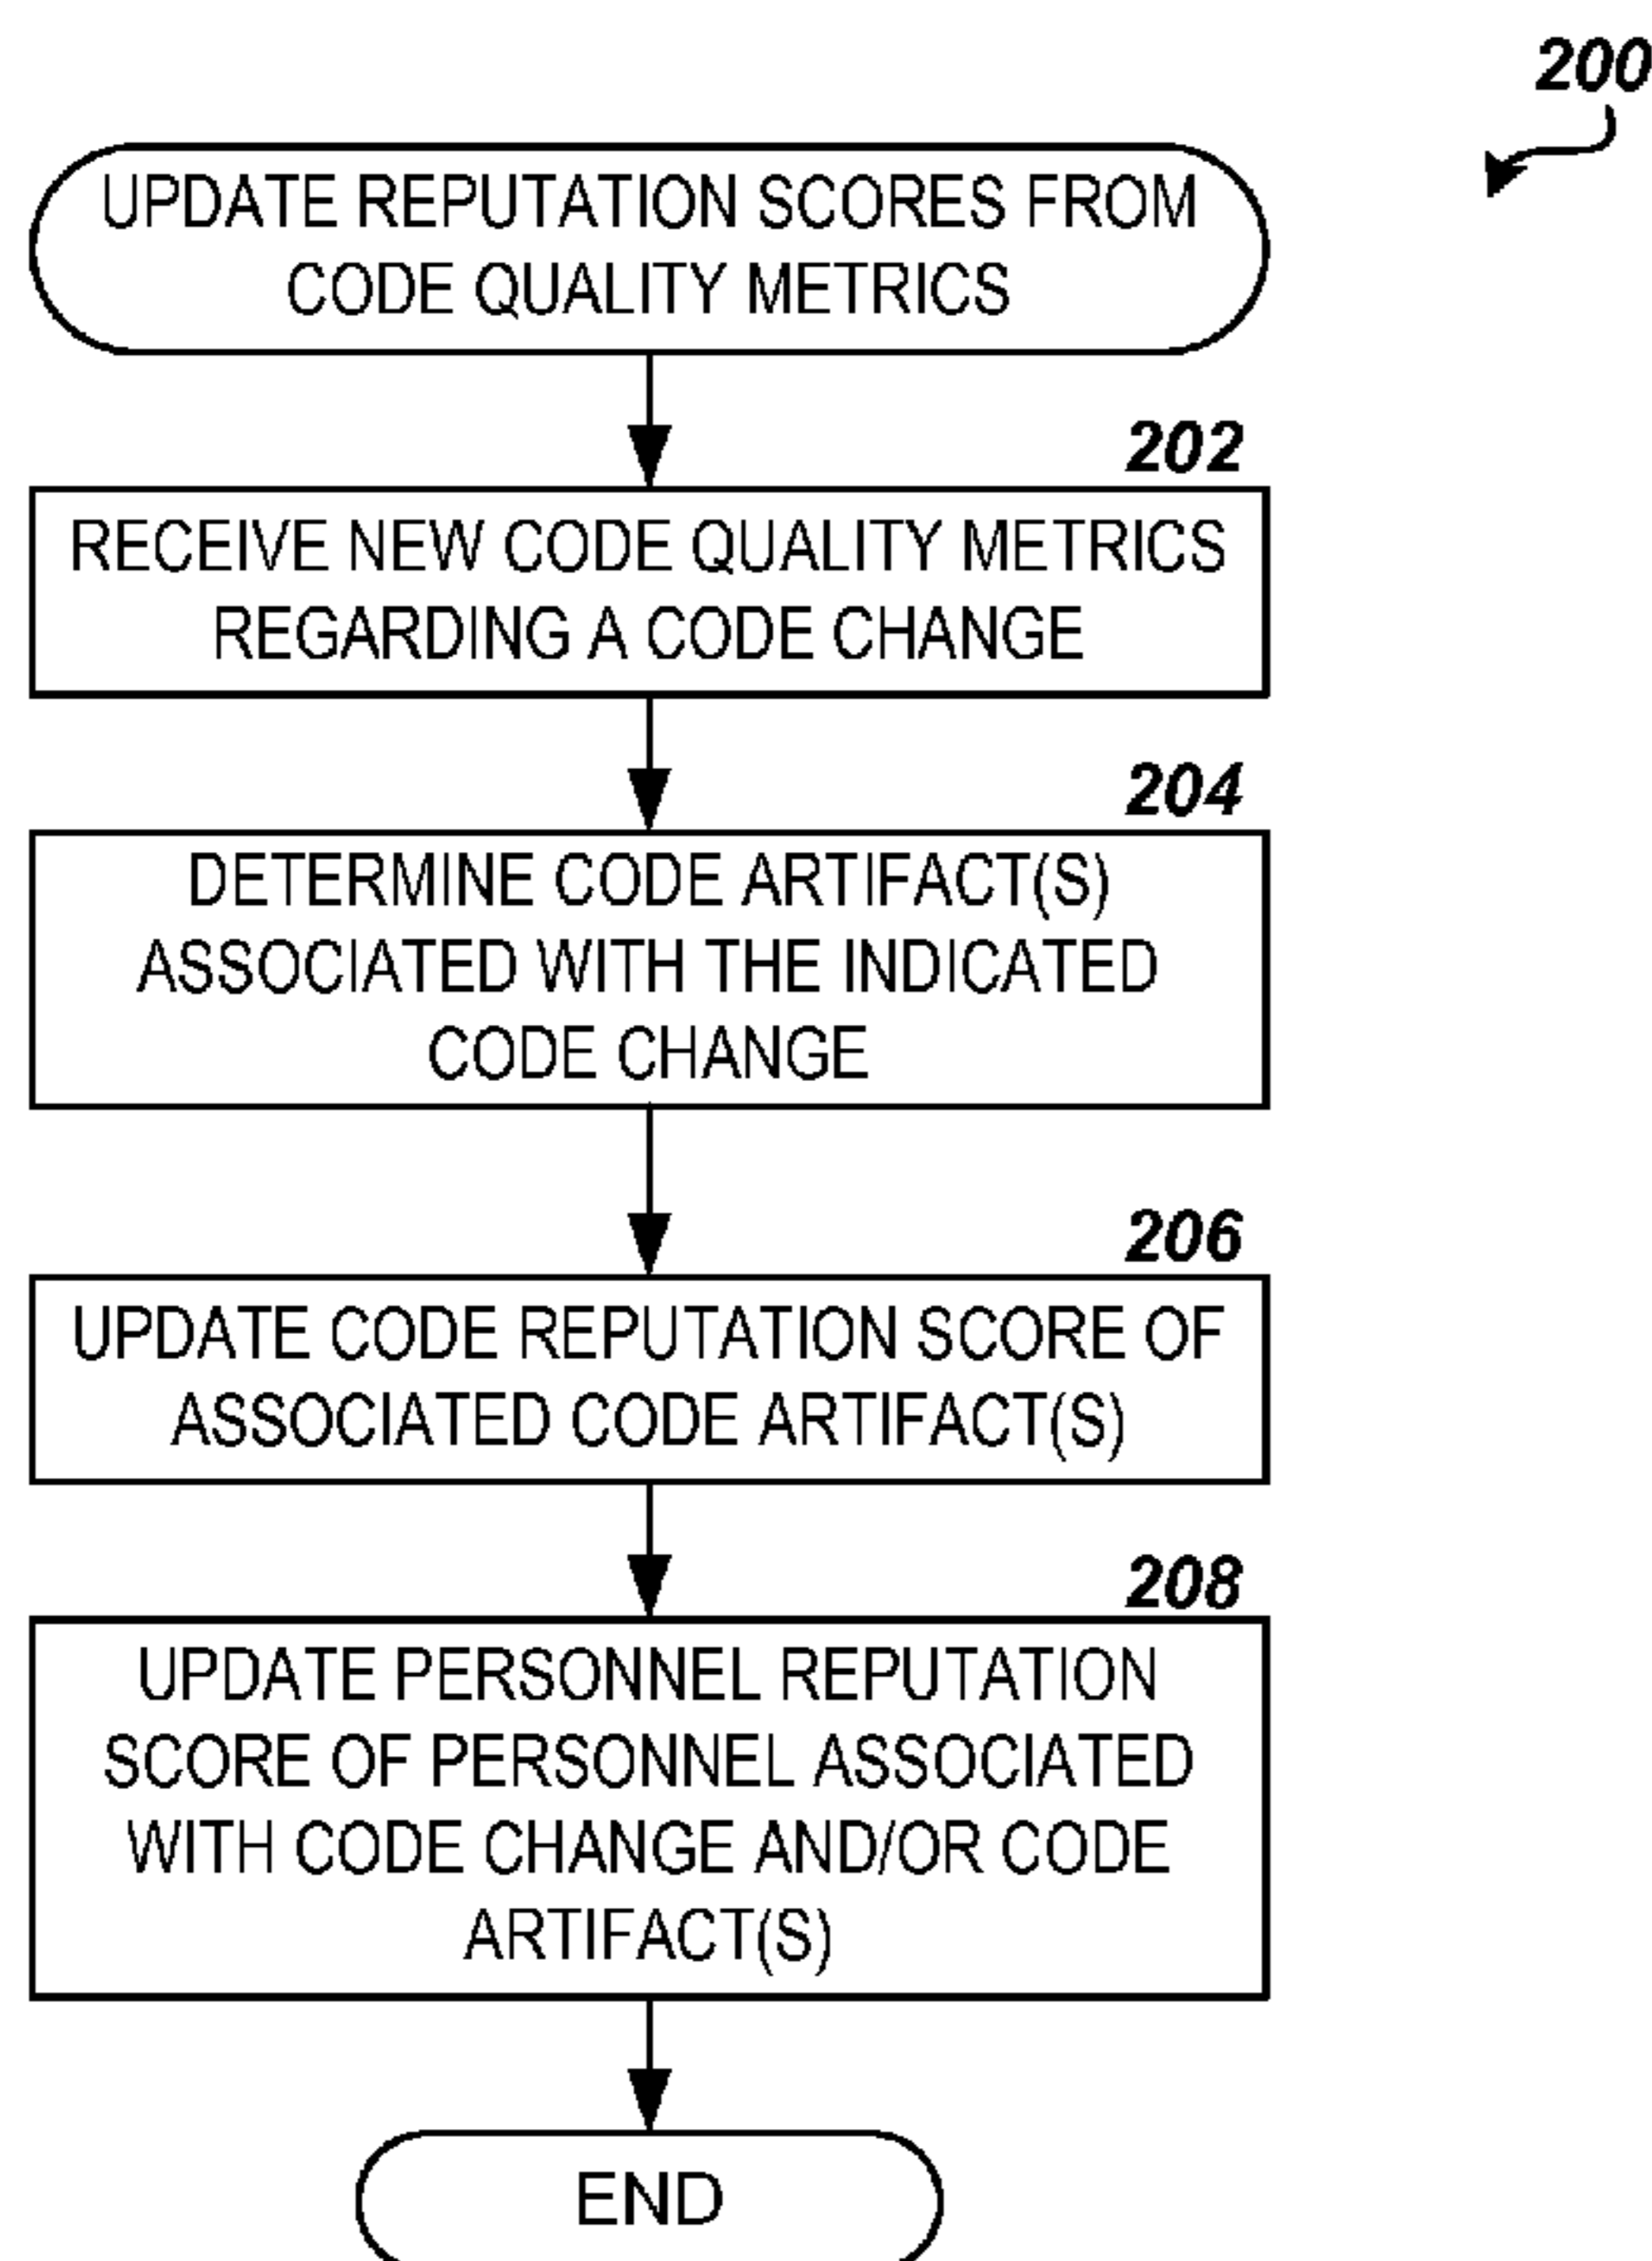 200
UPDATE REPUTATION SCORES FROM
CODE QUALITY METRICS
202
RECEIVE NEW CODE QUALITY METRICS
REGARDING A CODE CHANGE
204
DETERMINE CODE ARTIFACT(S)
ASSOCIATED WITH THE INDICATED
CODE CHANGE
206
UPDATE CODE REPUTATION SCORE OF
ASSOCIATED CODE ARTIFACT(S)
208
UPDATE PERSONNEL REPUTATION
SCORE OF PERSONNEL ASSOCIATED
WITH CODE CHANGE AND/OR CODE
ARTIFACT(S)
END